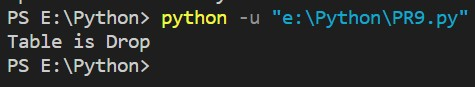 PS E:\Python> python -u "e:\Python\PR9.py"
Table is Drop
PS E:\Python>